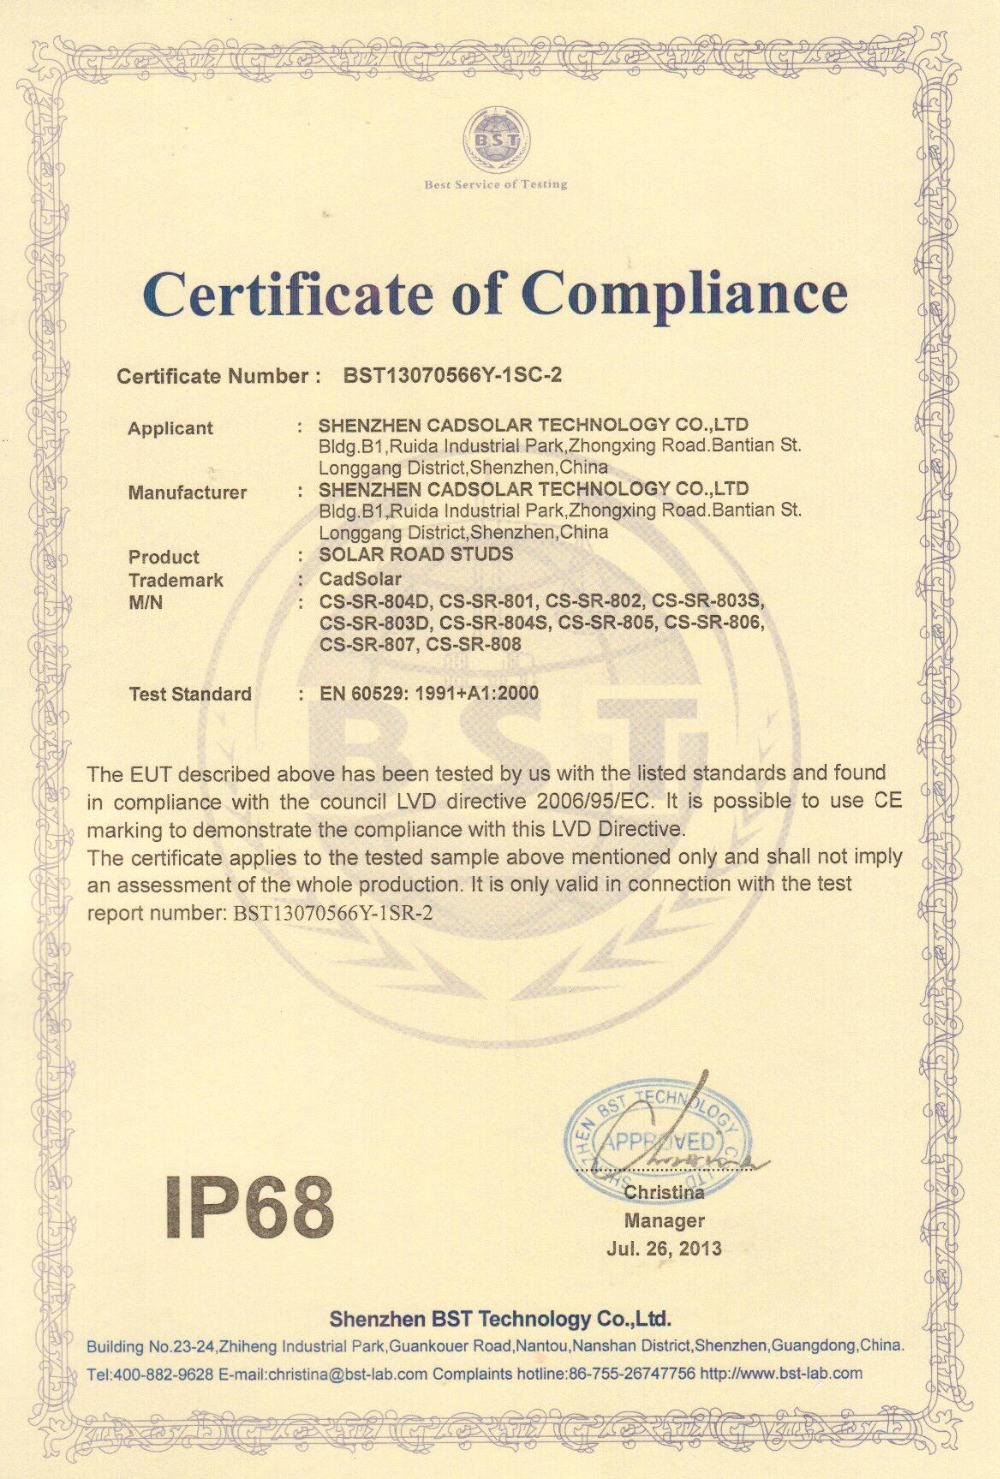 BST
Best Service of Testing
Certificate of Compliance
Certificate Number : BST13070566Y-1SC-2
Applicant : SHENZHEN CADSOLAR TECHNOLOGY CO.,LTD
Bldg.B1,Ruida Industrial Park,Zhongxing Road.Bantian St.
Longgang District,Shenzhen,China
Manufacturer : SHENZHEN CADSOLAR TECHNOLOGY CO.,LTD
Bldg.B1,Ruida Industrial Park,Zhongxing Road.Bantian St.
Longgang District,Shenzhen,China
Product : SOLAR ROAD STUDS
Trademark : CadSolar
M/N : CS-SR-804D, CS-SR-801, CS-SR-802, CS-SR-803S,
CS-SR-803D, CS-SR-804S, CS-SR-805, CS-SR-806,
CS-SR-807, CS-SR-808
Test Standard : EN 60529: 1991+A1:2000
BST
The EUT described above has been tested by us with the listed standards and found
in compliance with the council LVD directive 2006/95/EC. It is possible to use CE
marking to demonstrate the compliance with this LVD Directive.
The certificate applies to the tested sample above mentioned only and shall not imply
an assessment of the whole production. It is only valid in connection with the test
report number: BST13070566Y-1SR-2
SHENZHEN BST TECHNOLOGY CO LTD
APPROVED
Christina
IP68
Christina
Manager
Jul. 26, 2013
Shenzhen BST Technology Co.,Ltd.
Building No.23-24,Zhiheng Industrial Park,Guankouer Road,Nantou,Nanshan District,Shenzhen,Guangdong,China.
Tel:400-882-9628 E-mail:christina@bst-lab.com Complaints hotline:86-755-26747756 http://www.bst-lab.com